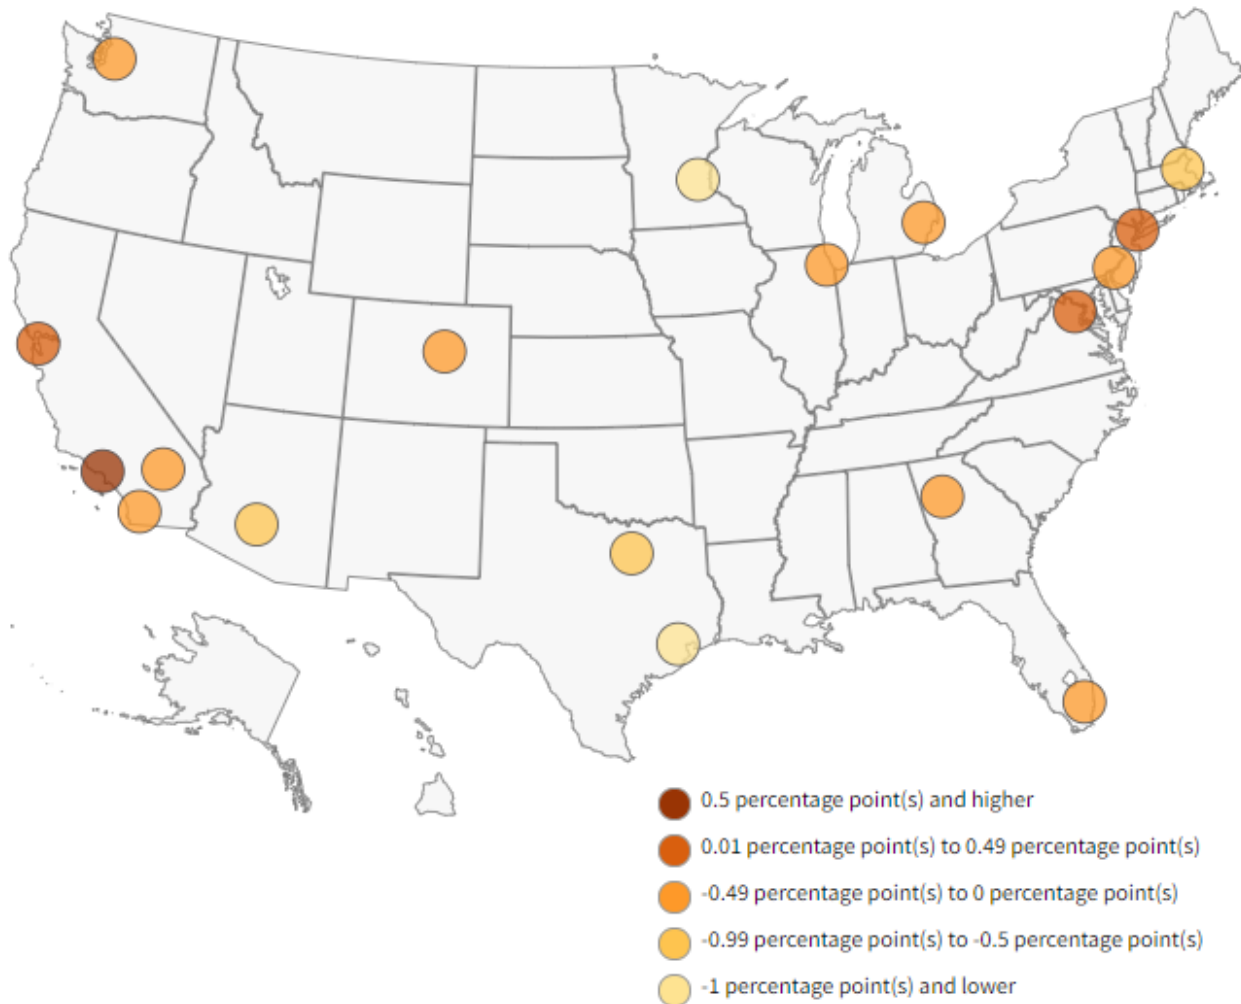 0.5 percentage point(s) and higher
0.01 percentage point(s) to 0.49 percentage point(s)
-0.49 percentage point(s) to 0 percentage point(s)
-0.99 percentage point(s) to -0.5 percentage point(s)
-1 percentage point(s) and lower